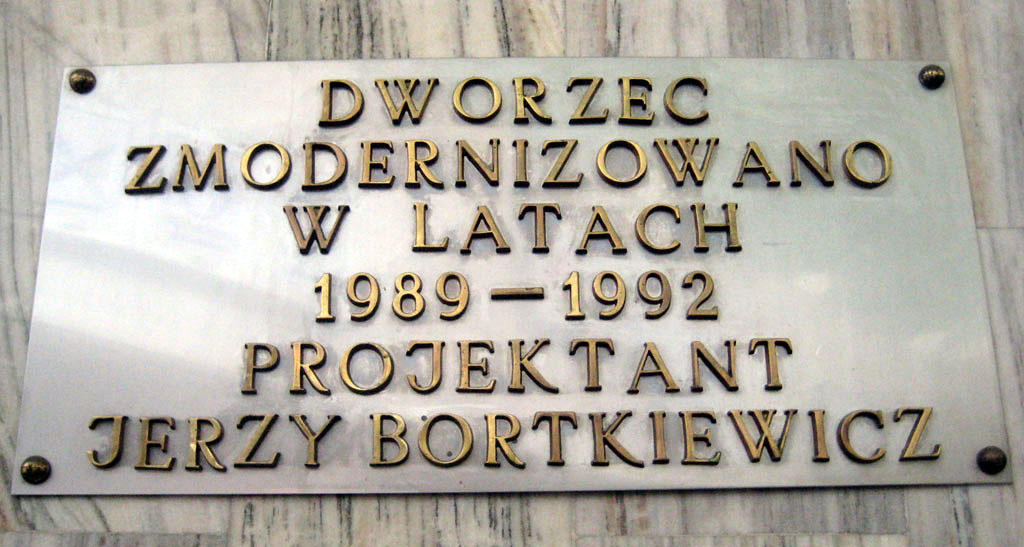 DWORZEC
ZMODERNIZOWANO
W LATACH
1989 — 1992
PROJEKTANT
JERZY BORTKIEWICZ